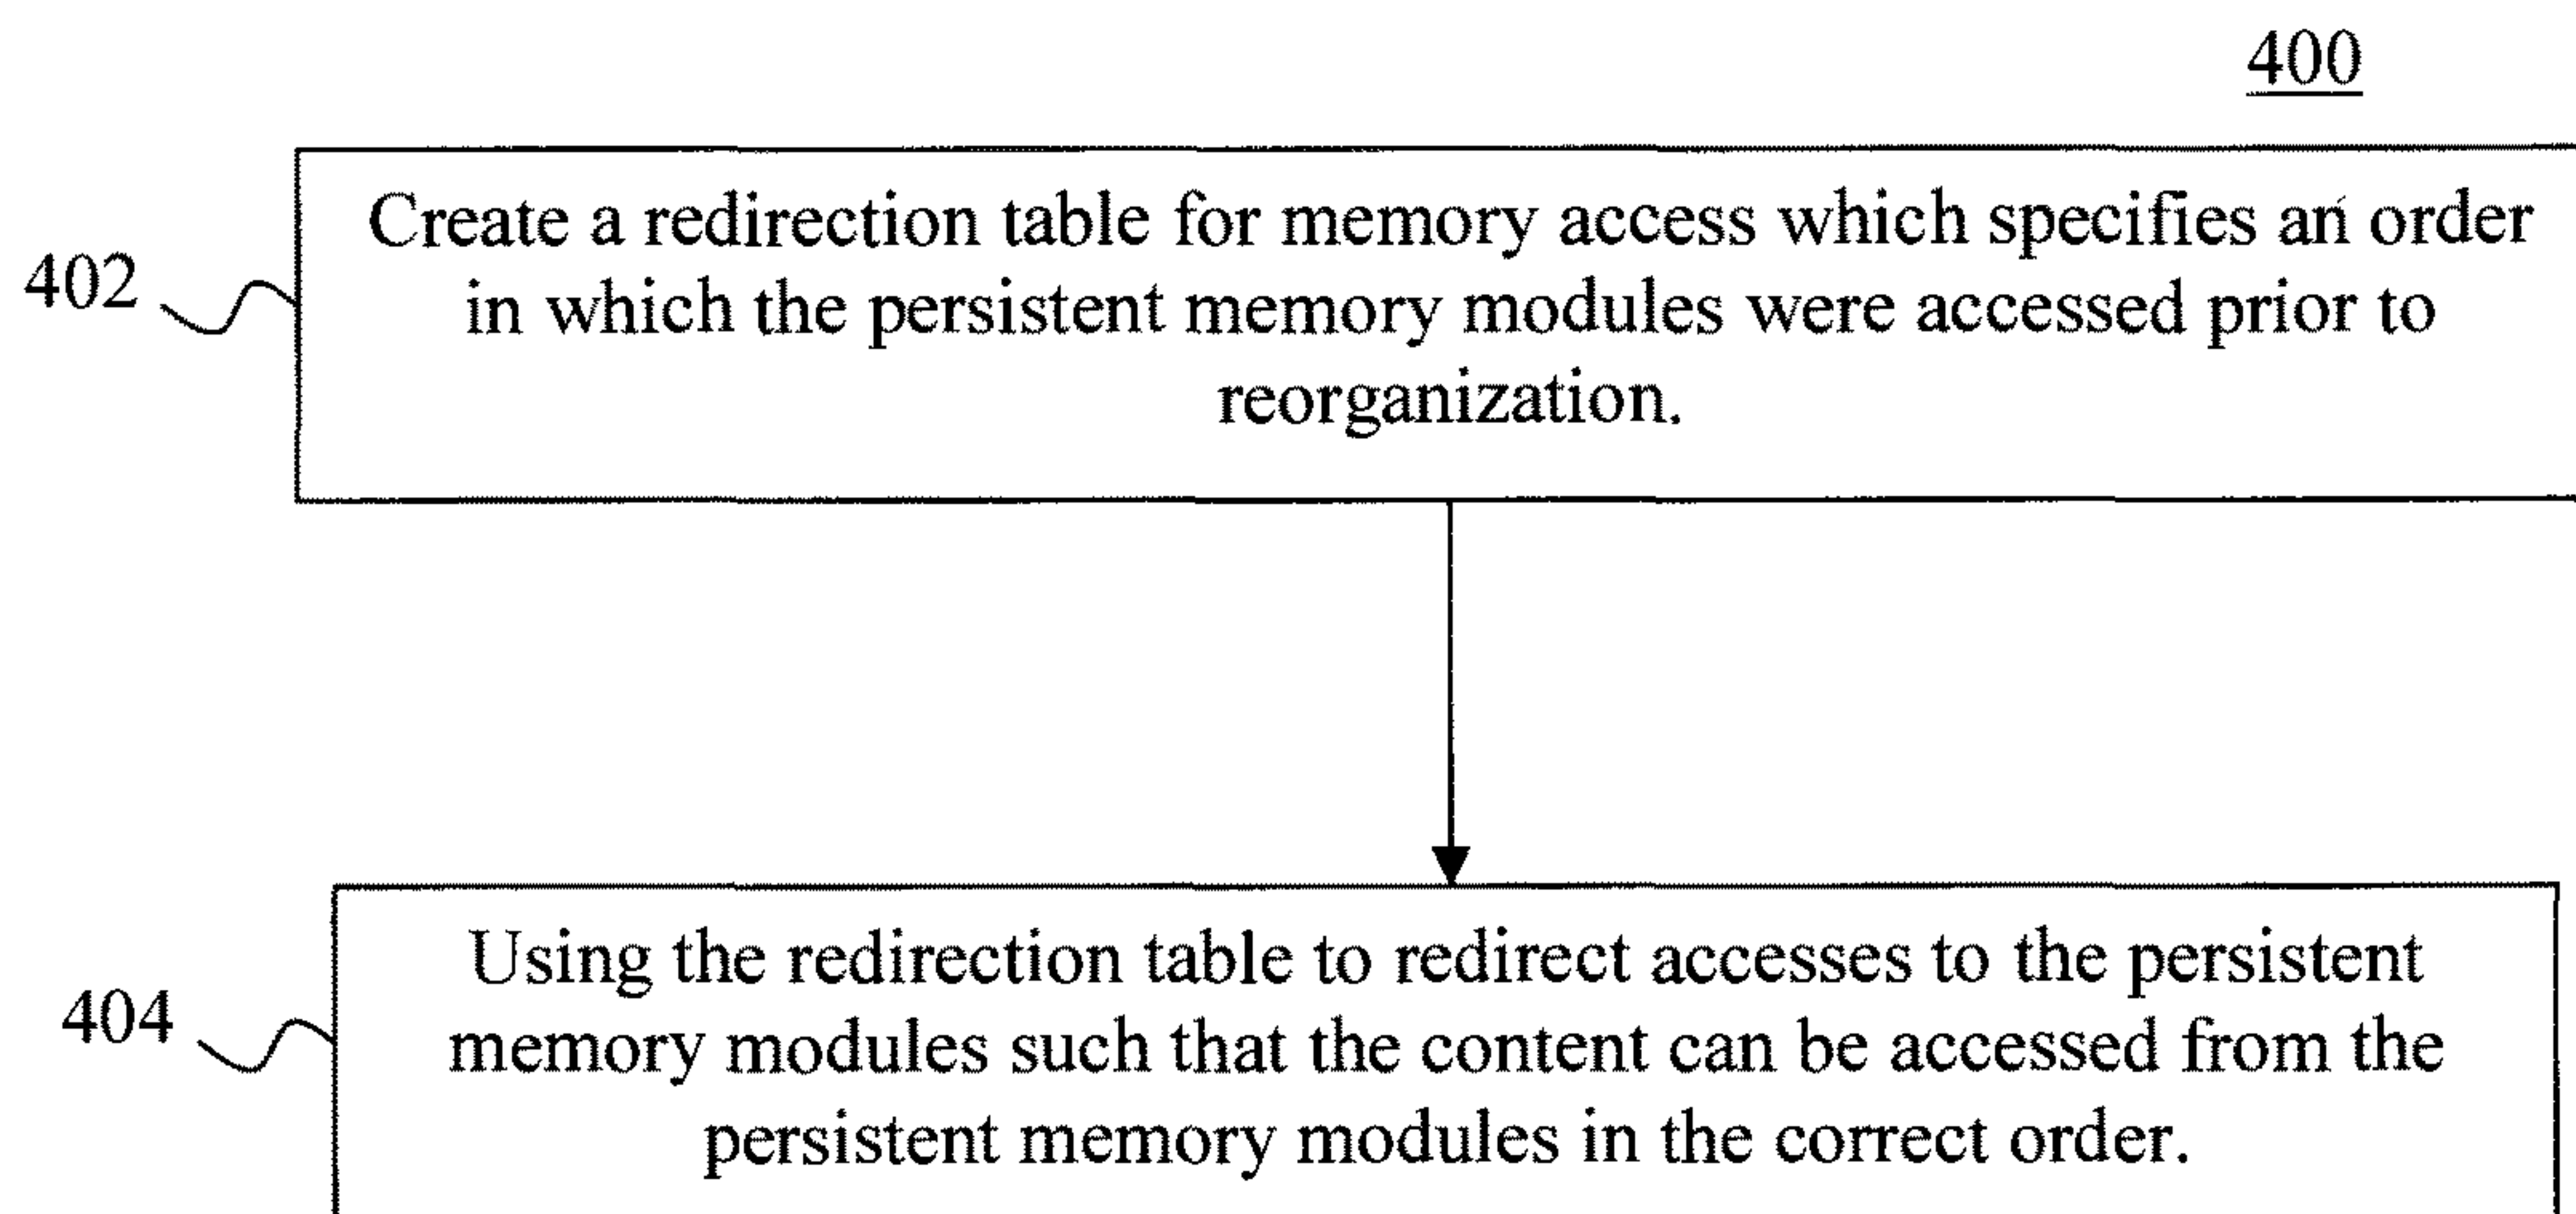 400
402
Create a redirection table for memory access which specifies an order
in which the persistent memory modules were accessed prior to
reorganization.
404
Using the redirection table to redirect accesses to the persistent
memory modules such that the content can be accessed from the
persistent memory modules in the correct order.